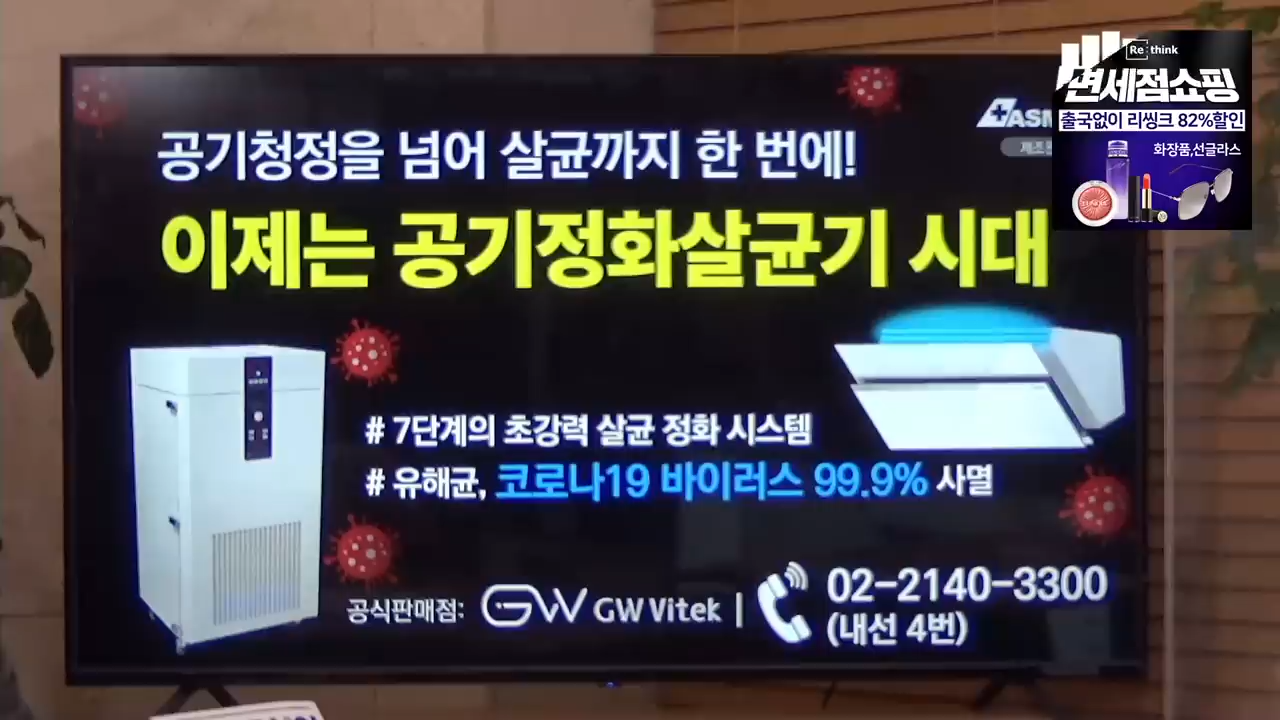 공기청정을 넘어 살균까지 한 번에!
이제는 공기정화살균기 시대
# 7단계의 초강력 살균 정화 시스템
# 유해균, 코로나19 바이러스 99.9% 사멸
공식판매점: GW GW Vitek | 02-2140-3300
(내선 4번)
Re:think
면세점쇼핑
출국없이 리씽크 82%할인
화장품,선글라스